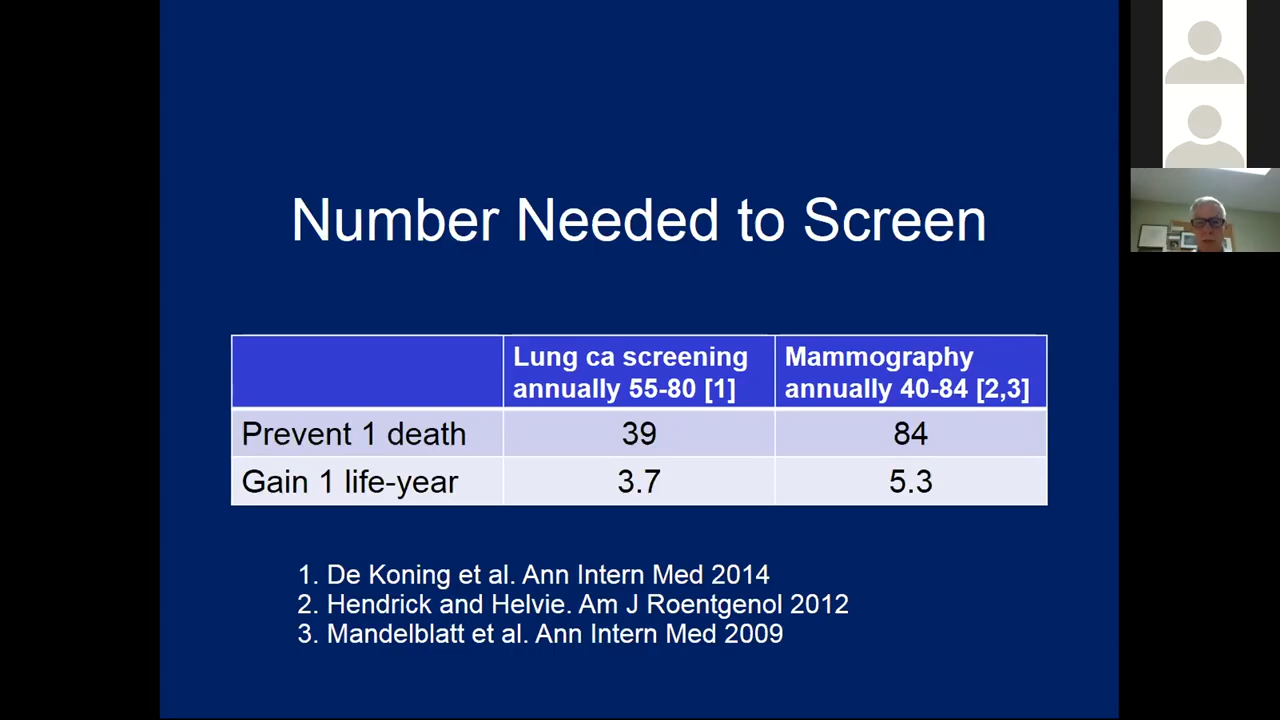 Number Needed to Screen
Lung ca screening
annually 55-80 [1]
Mammography
annually 40-84 [2,3]
Prevent 1 death 39 84
Gain 1 life-year 3.7 5.3
1. De Koning et al. Ann Intern Med 2014
2. Hendrick and Helvie. Am J Roentgenol 2012
3. Mandelblatt et al. Ann Intern Med 2009